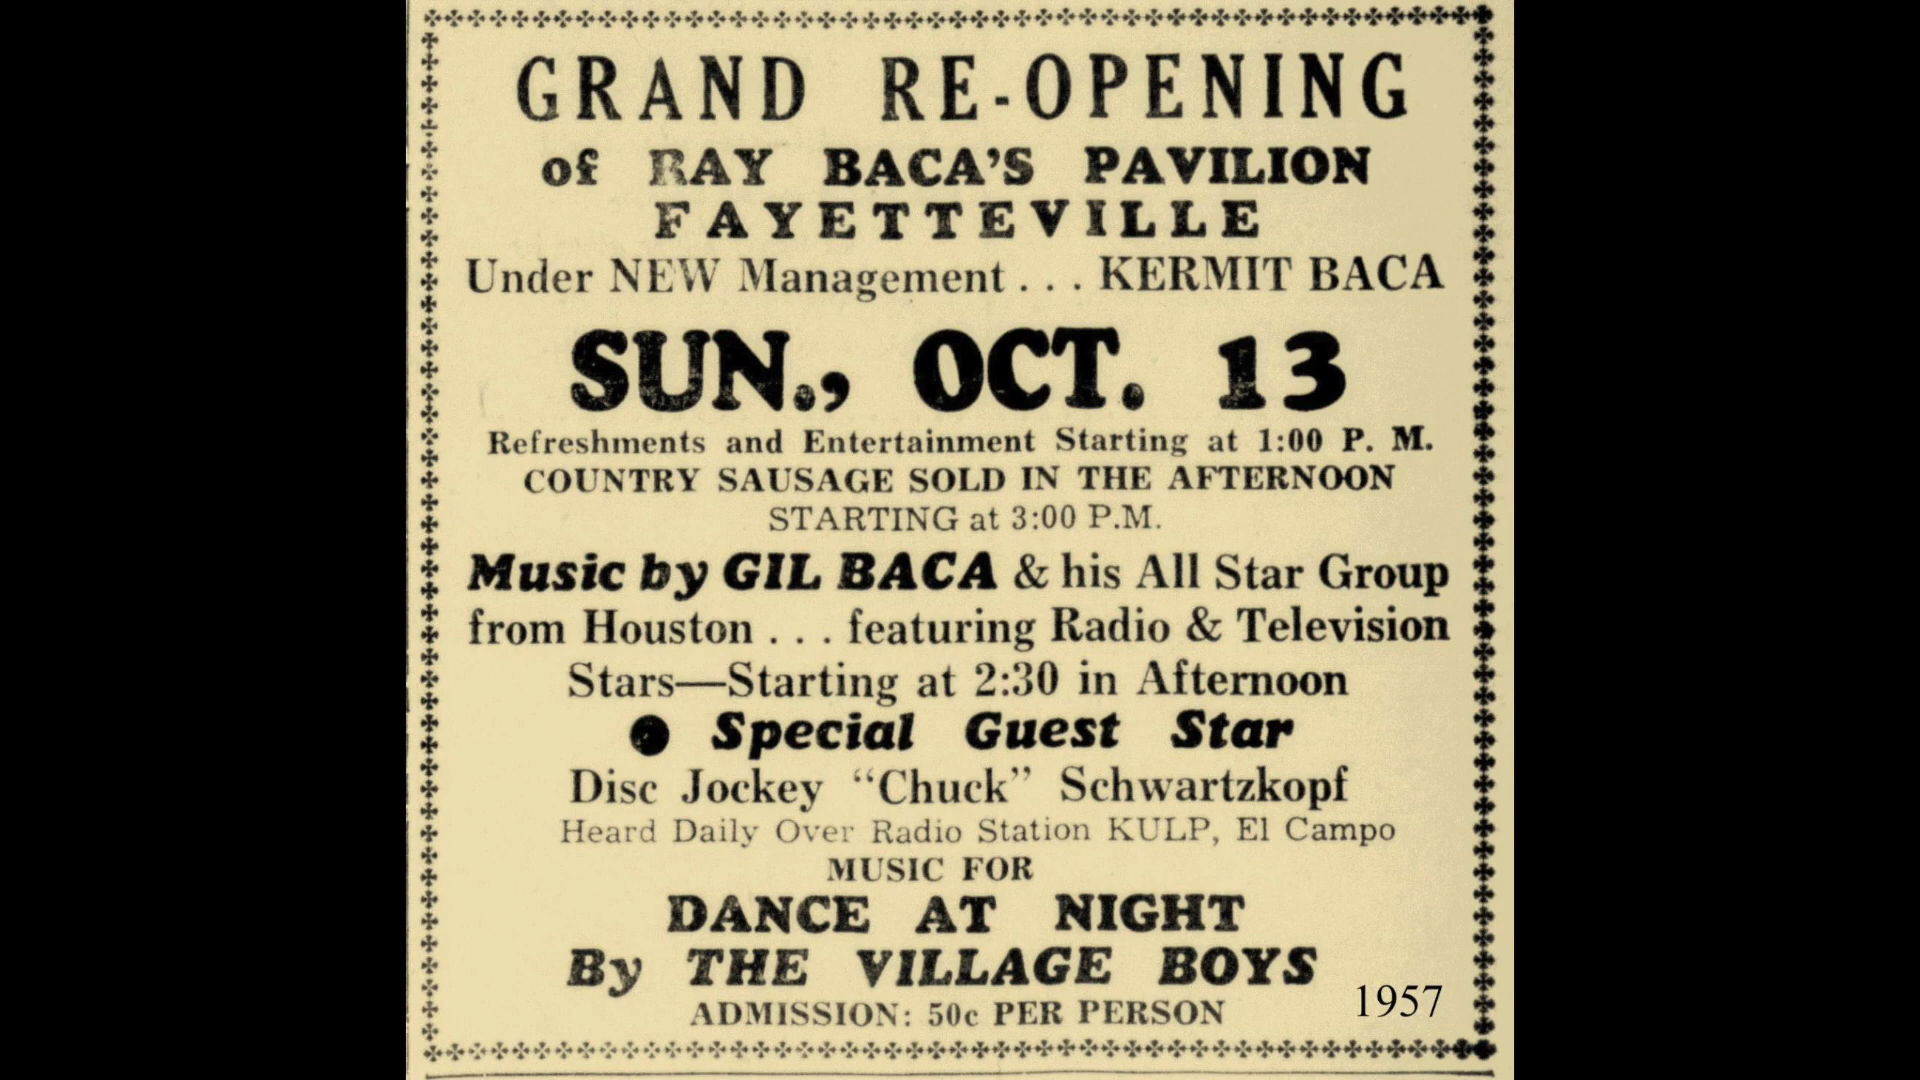 GRAND RE-OPENING
of RAY BACA'S PAVILION
FAYETTEVILLE
Under NEW Management . . . KERMIT BACA
SUN., OCT. 13
Refreshments and Entertainment Starting at 1:00 P. M.
COUNTRY SAUSAGE SOLD IN THE AFTERNOON
STARTING at 3:00 P.M.
Music by GIL BACA & his All Star Group
from Houston . . . featuring Radio & Television
Stars—Starting at 2:30 in Afternoon
● Special Guest Star
Disc Jockey “Chuck” Schwartzkopf
Heard Daily Over Radio Station KULP, El Campo
MUSIC FOR
DANCE AT NIGHT
By THE VILLAGE BOYS
ADMISSION: 50c PER PERSON
1957